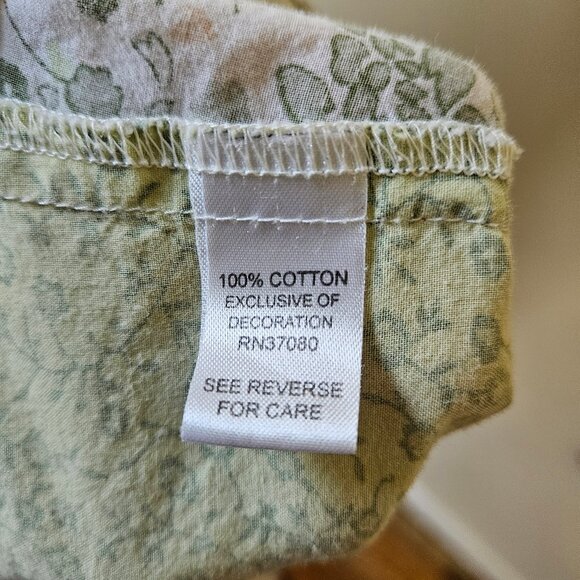 100% COTTON
EXCLUSIVE OF
DECORATION
RN37080
SEE REVERSE
FOR CARE